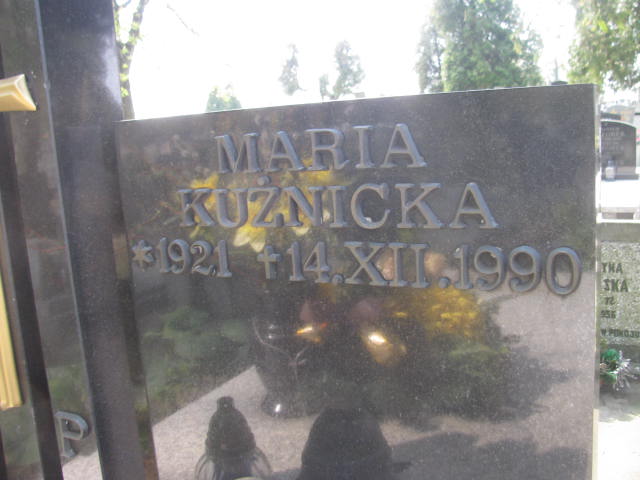 MARIA
KUŹNICKA
*1921 †14.XII.1990
P